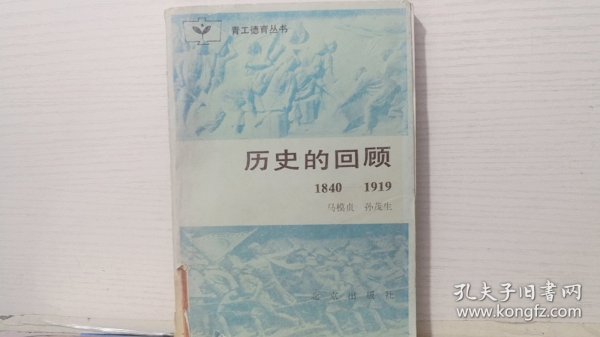 青工德育丛书
历史的回顾
1840—1919
马模贞 孙茂生
北京出版社
孔夫子旧书网
www.kongfz.com